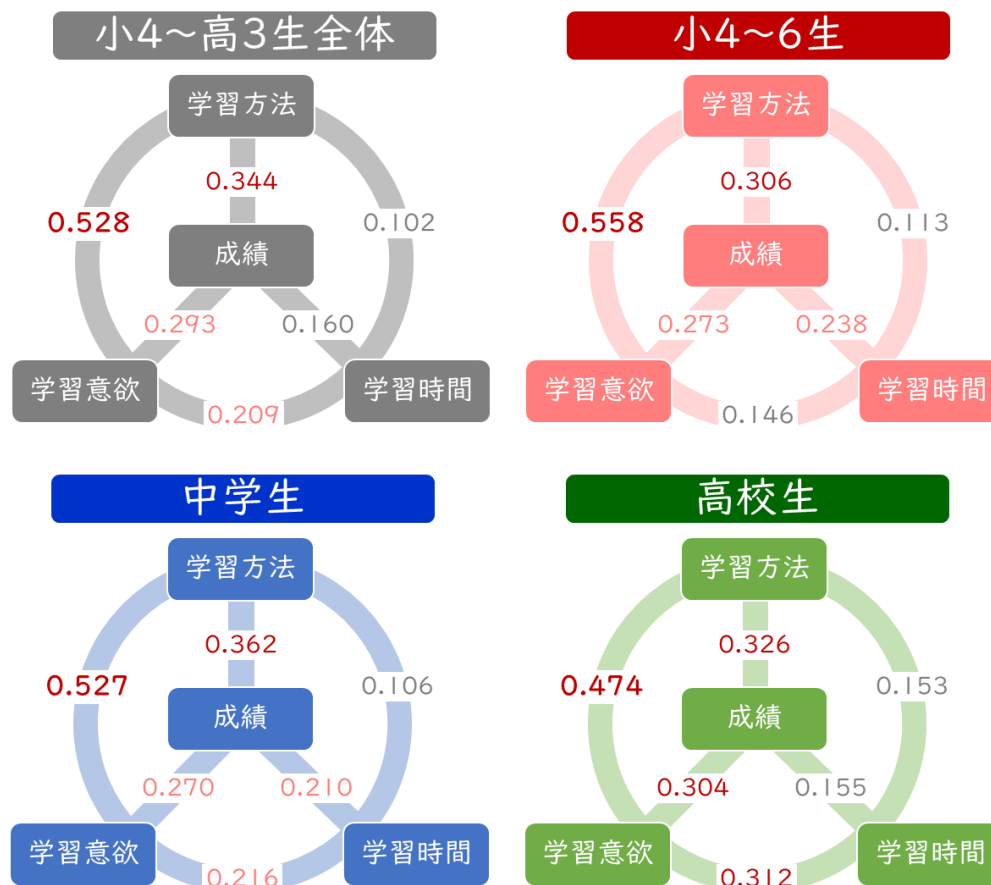 小4～高3生全体
学習方法
0.344
0.528
0.102
成績
0.293
0.160
学習意欲
学習時間
0.209
小4～6生
学習方法
0.306
0.558
0.113
成績
0.273
0.238
学習意欲
学習時間
0.146
中学生
学習方法
0.362
0.527
0.106
成績
0.270
0.210
学習意欲
学習時間
0.216
高校生
学習方法
0.326
0.474
0.153
成績
0.304
0.155
学習意欲
学習時間
0.312